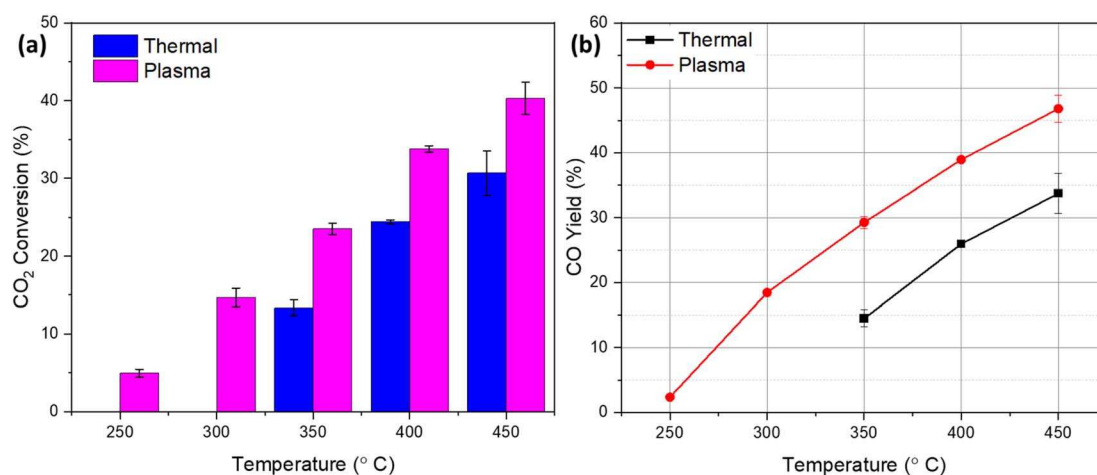 (a)
Thermal
Plasma
50
40
30
20
10
0
CO₂ Conversion (%)
250 300 350 400 450
Temperature (° C)
(b)
Thermal
Plasma
60
50
40
30
20
10
0
CO Yield (%)
250 300 350 400 450
Temperature (° C)